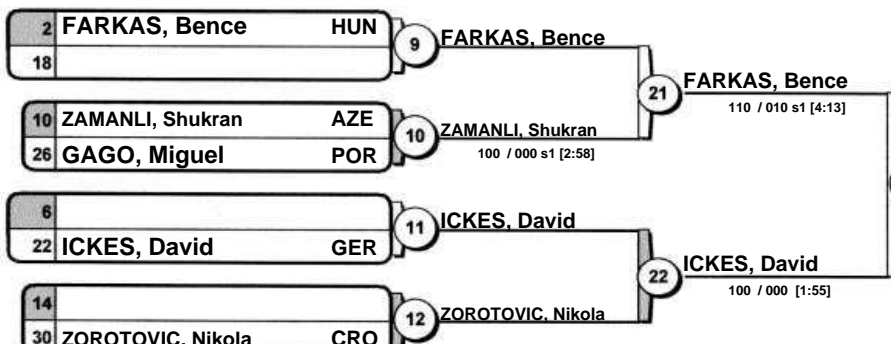 2 FARKAS, Bence HUN
18
9
FARKAS, Bence
10 ZAMANLI, Shukran AZE
26 GAGO, Miguel POR
10
ZAMANLI, Shukran
100 / 000 s1 [2:58]
21
FARKAS, Bence
110 / 010 s1 [4:13]
6
22 ICKES, David GER
11
ICKES, David
14
30 ZOROTOVIC, Nikola CRO
12
ZOROTOVIC, Nikola
22
ICKES, David
100 / 000 [1:55]